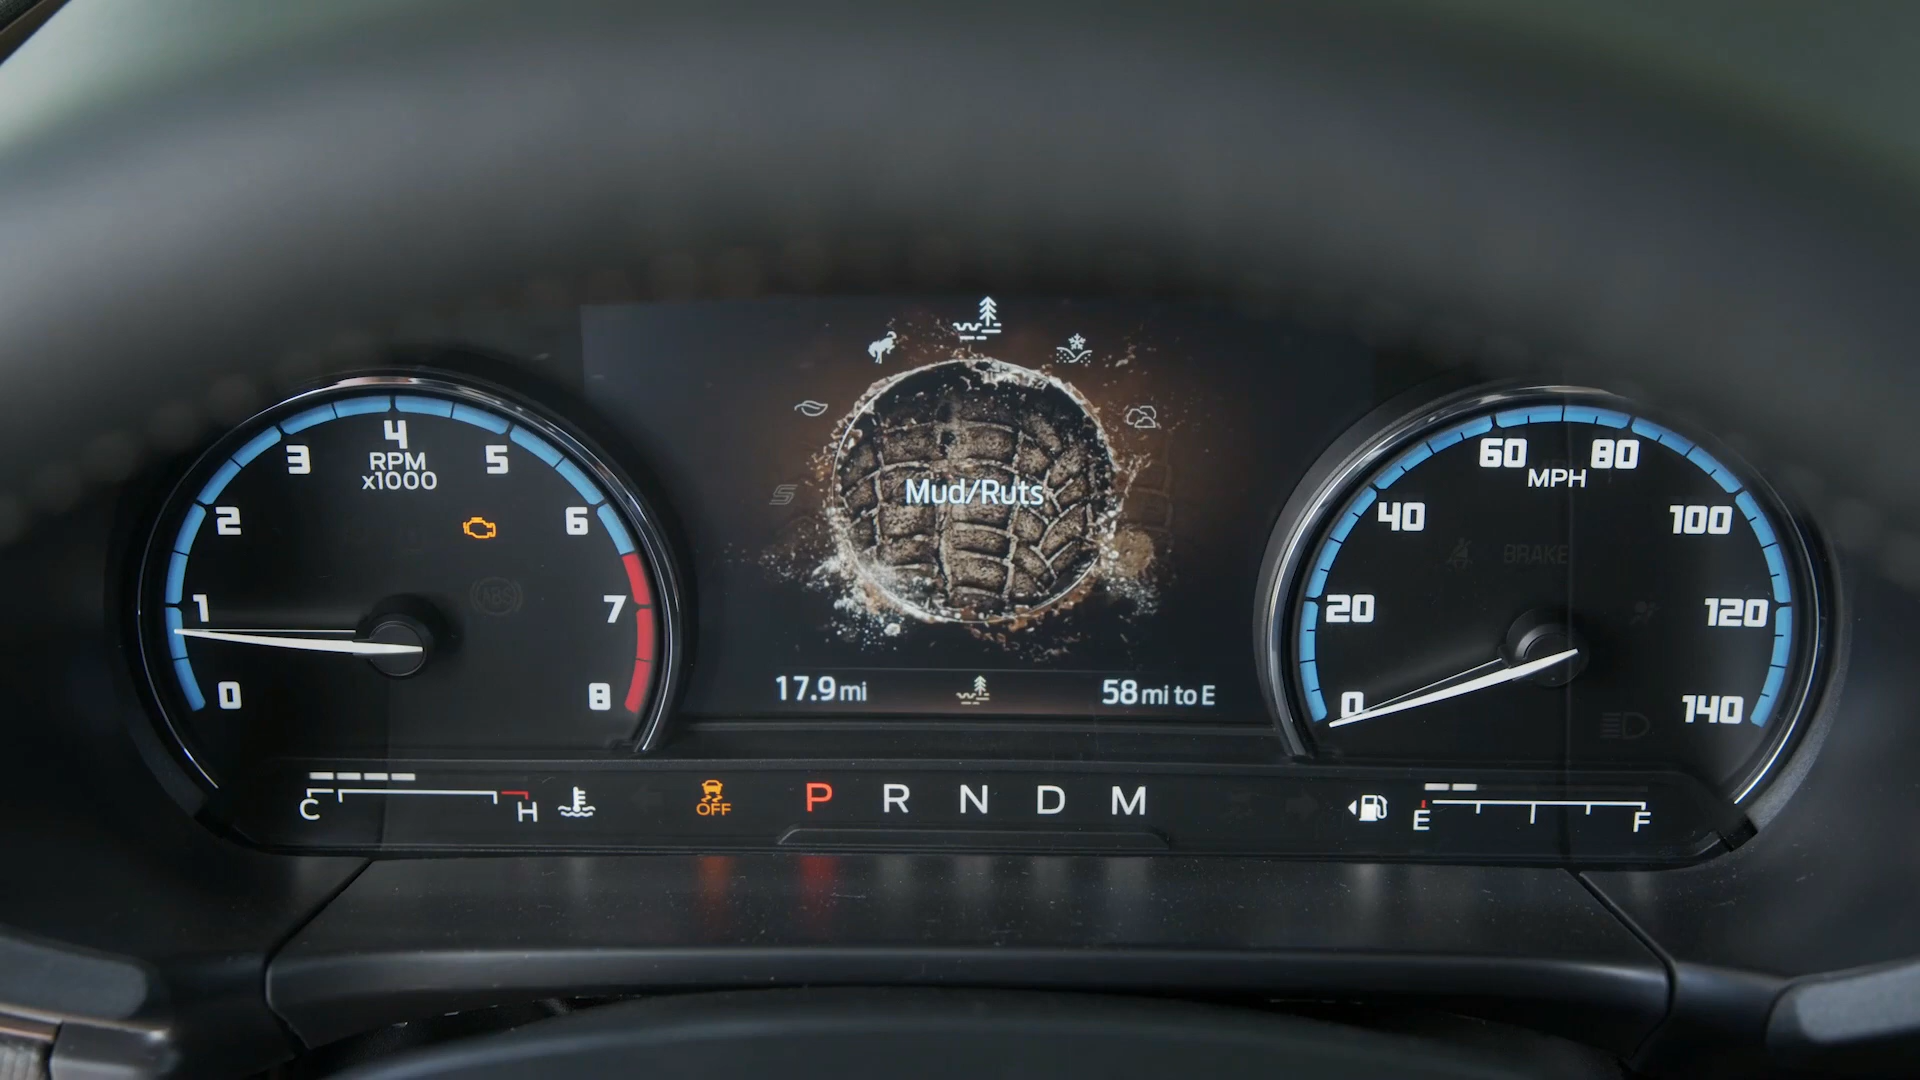 4
3
5
RPM
x1000
2
6
1
7
0
8
ABS
Mud/Ruts
S
17.9 mi
58 mi to E
60
80
MPH
40
100
BRAKE
20
120
0
140
C
H
OFF
P R N D M
E
F